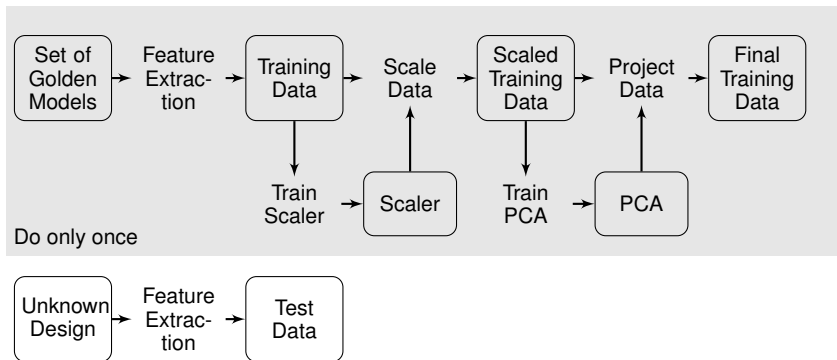 Set of
Golden
Models
Feature
Extrac-
tion
Training
Data
Scale
Data
Scaled
Training
Data
Project
Data
Final
Training
Data
Train
Scaler
Scaler
Train
PCA
PCA
Do only once
Unknown
Design
Feature
Extrac-
tion
Test
Data